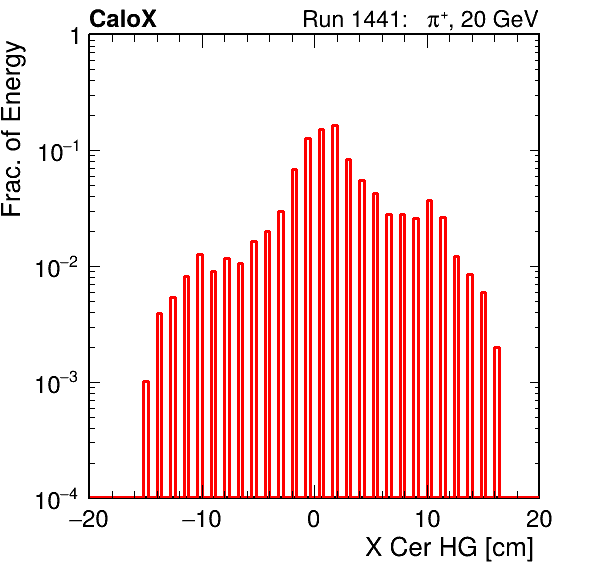 CaloX
Run 1441: π⁺, 20 GeV
Frac. of Energy
1
10⁻¹
10⁻²
10⁻³
10⁻⁴
−20
−10
0
10
20
X Cer HG [cm]